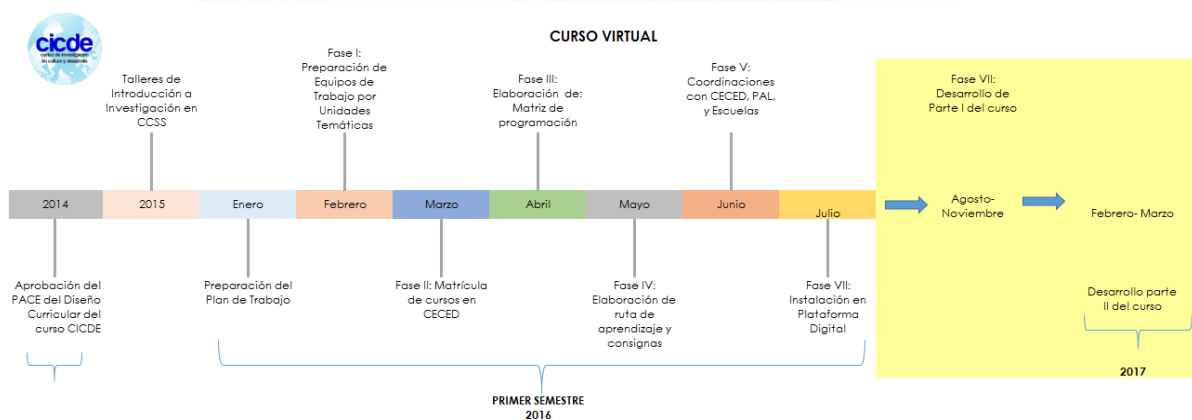 cicde
centro de investigación
en cultura y desarrollo
CURSO VIRTUAL
Talleres de
Introducción a
Investigación en
CCSS
Fase I:
Preparación de
Equipos de
Trabajo por
Unidades
Temáticas
Fase III:
Elaboración de:
Matriz de
programación
Fase V:
Coordinaciones
con CECED, PAL,
y Escuelas
Fase VII:
Desarrollo de
Parte I del curso
2014
2015
Enero
Febrero
Marzo
Abril
Mayo
Junio
Julio
Agosto-
Noviembre
Febrero- Marzo
Aprobación del
PACE del Diseño
Curricular del
curso CICDE
Preparación del
Plan de Trabajo
Fase II: Matrícula
de cursos en
CECED
Fase IV:
Elaboración de
ruta de
aprendizaje y
consignas
Fase VII:
Instalación en
Plataforma
Digital
Desarrollo parte
II del curso
2017
PRIMER SEMESTRE
2016